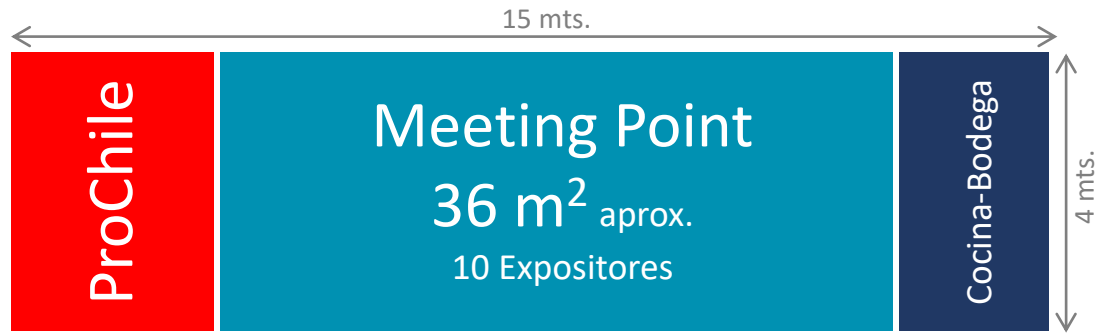 15 mts.
ProChile
Meeting Point
36 m² aprox.
10 Expositores
Cocina-Bodega
4 mts.